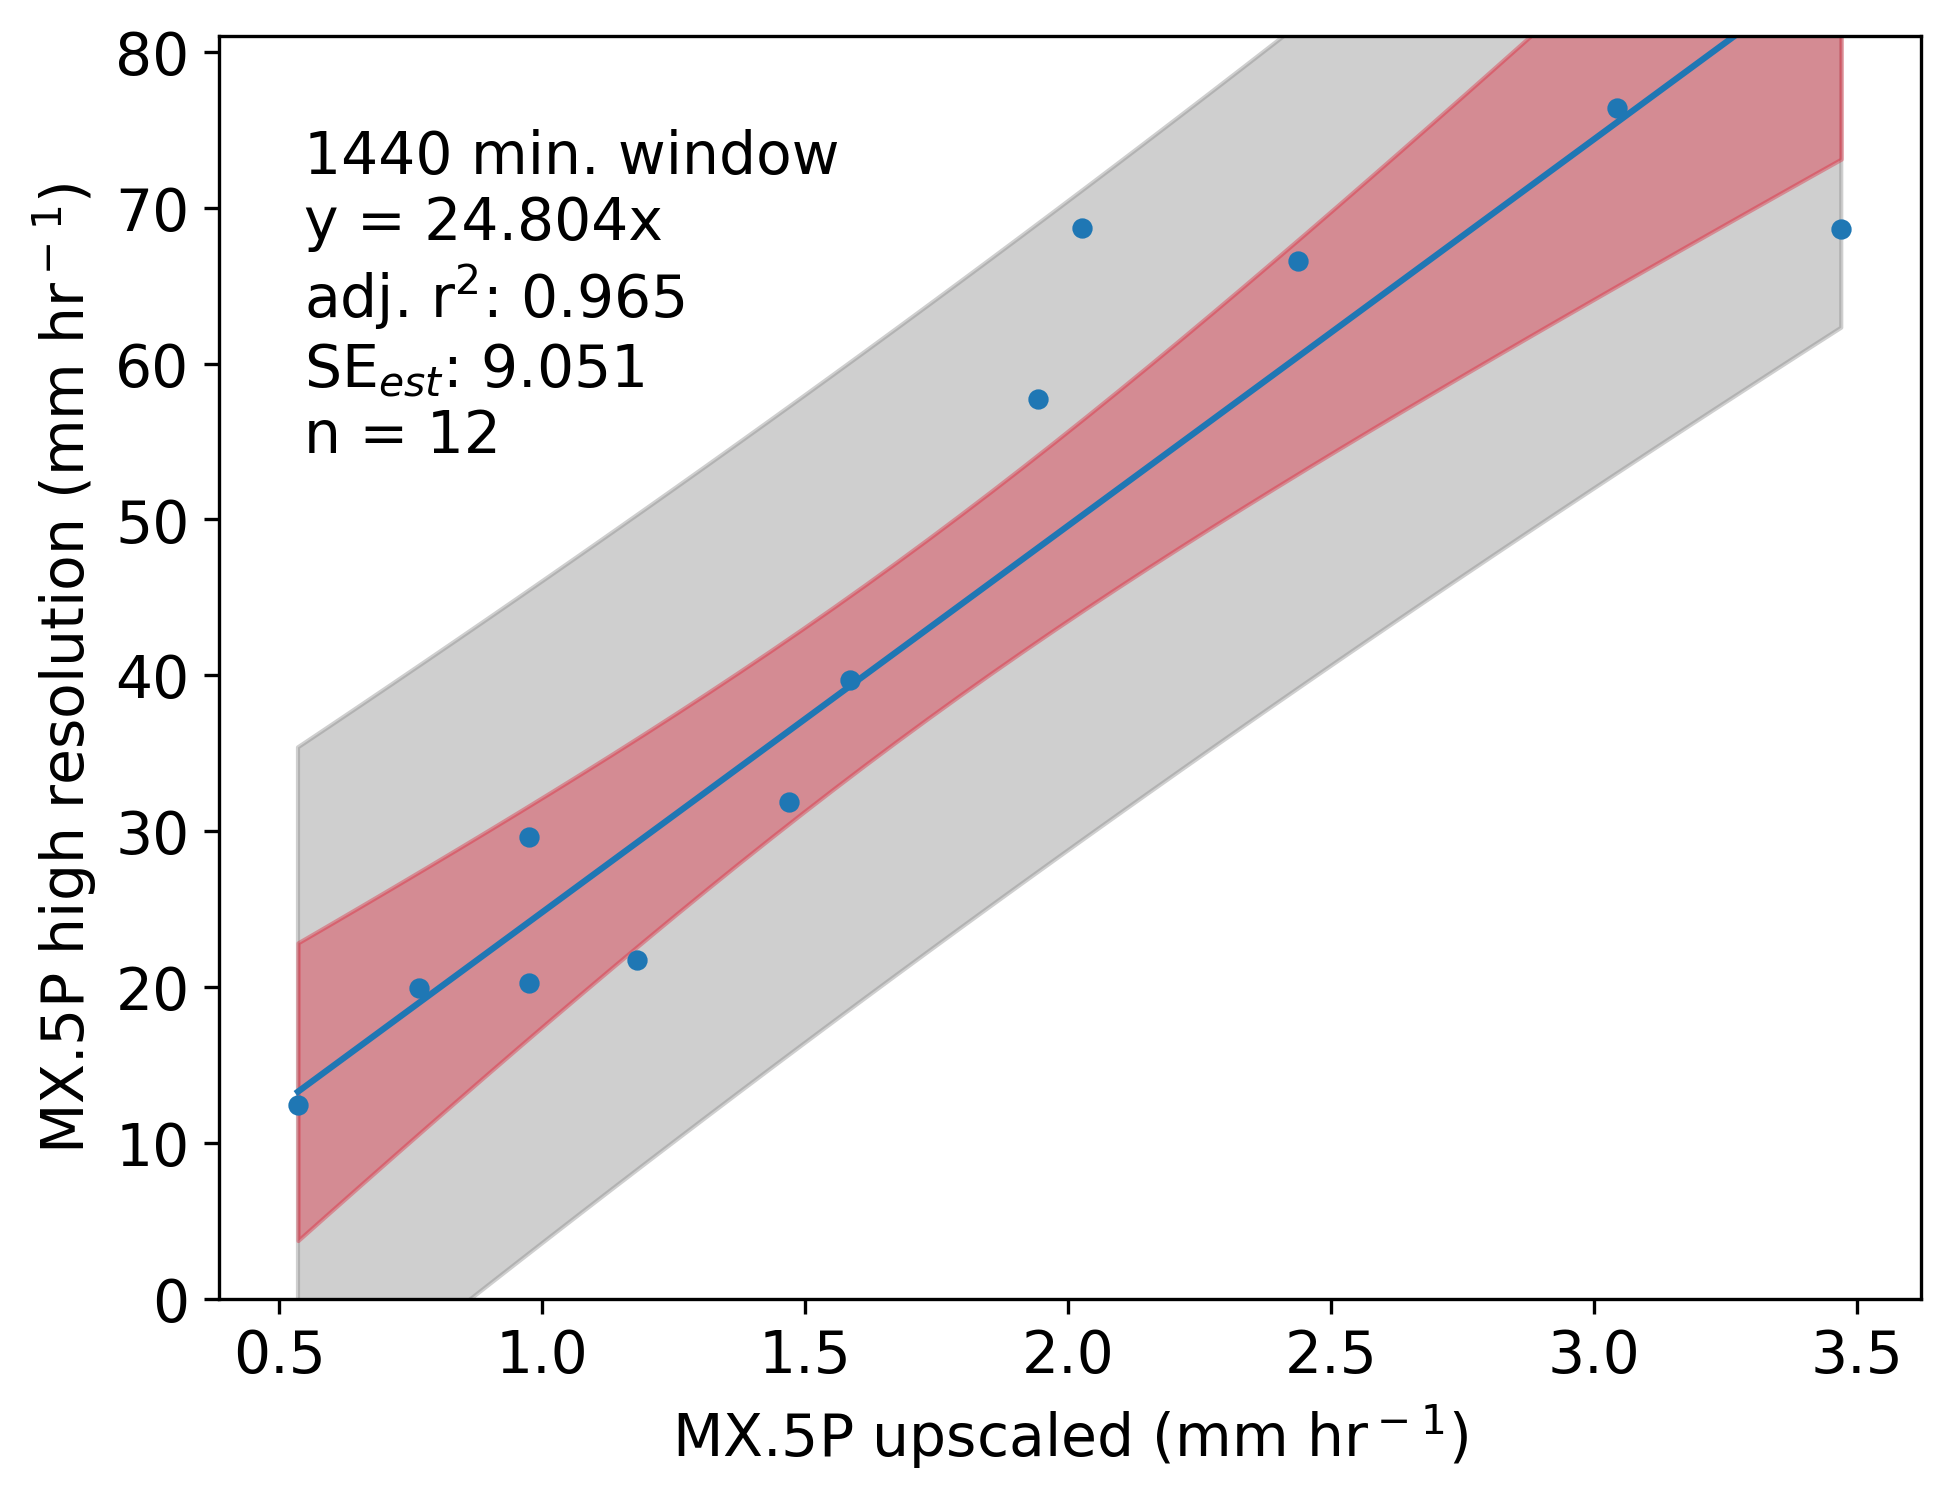 1440 min. window
y = 24.804x
adj. r²: 0.965
SEₑₛₜ: 9.051
n = 12
MX.5P high resolution (mm hr⁻¹)
80
70
60
50
40
30
20
10
0
0.5 1.0 1.5 2.0 2.5 3.0 3.5
MX.5P upscaled (mm hr⁻¹)